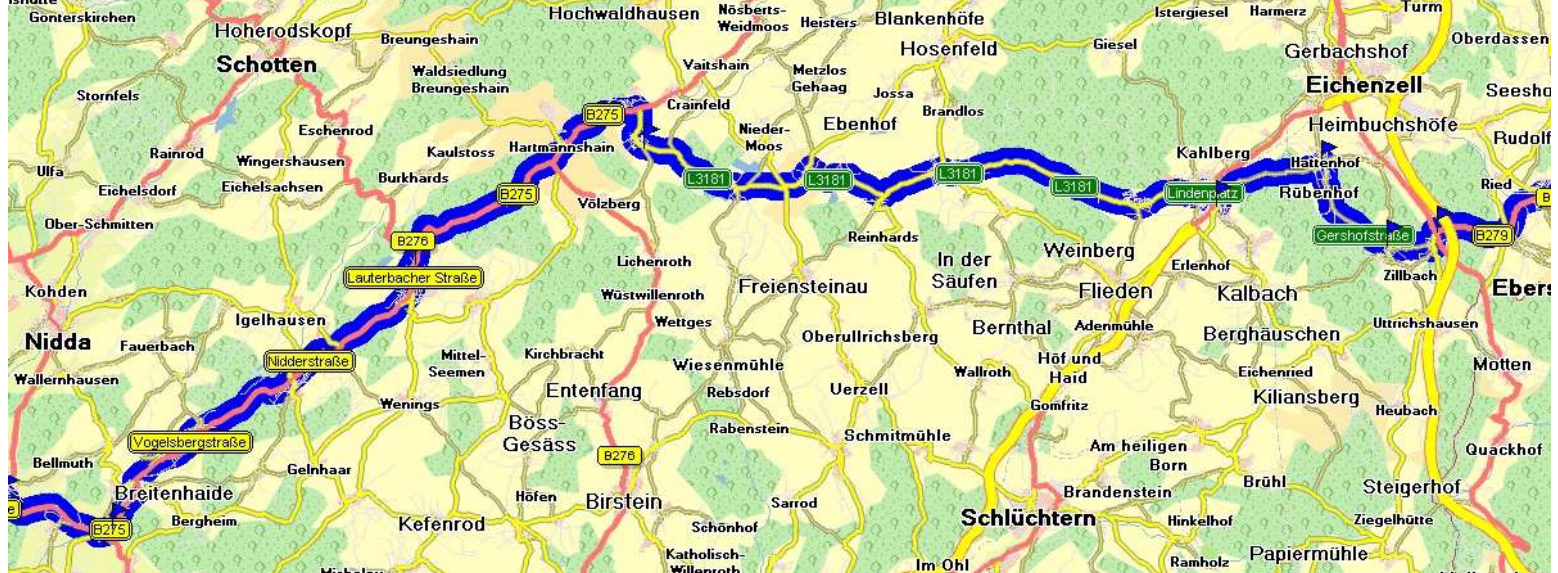 Gonterskirchen
Hoherodskopf
Breungeshain
Hochwaldhausen
Nösberts-
Weidmoos
Heisters
Blankenhöfe
Istergiesel
Harmerz
Turm
Oberdassen
Schotten
Waldsiedlung
Breungeshain
Vaitshain
Metzlos
Gehaag
Hosenfeld
Giesel
Gerbachshof
Eichenzell
Stornfels
Seesho
B275
Crainfeld
Jossa
Brandlos
Eschenrod
Nieder-
Moos
Ebenhof
Heimbuchshöfe
Rudolf
Rainrod
Wingershausen
Kaulstoss
Hartmannshain
Kahlberg
Hattenhof
Ulfa
Eichelsdorf
Eichelsachsen
Burkhards
B275
L3181
L3181
L3181
L3181
Lindenplatz
Rübenhof
Ried
B
Ober-Schmitten
Völzberg
B276
Reinhards
Weinberg
Gershofstraße
B279
Lauterbacher Straße
Lichenroth
In der
Säufen
Erlenhof
Zillbach
Kohden
Wüstwillenroth
Freiensteinau
Flieden
Kalbach
Ebers
Igelhausen
Wettges
Oberullrichsberg
Bernthal
Adenmühle
Berghäuschen
Uttrichshausen
Nidda
Fauerbach
Nidderstraße
Mittel-
Seemen
Kirchbracht
Wiesenmühle
Wallroth
Höf und
Haid
Eichenried
Motten
Wallernhausen
Wenings
Entenfang
Rebsdorf
Uerzell
Gomfritz
Kiliansberg
Heubach
Vogelsbergstraße
Böss-
Gesäss
Rabenstein
Schmitmühle
Am heiligen
Born
Quackhof
Bellmuth
Gelnhaar
B276
Breitenhaide
Höfen
Birstein
Sarrod
Brandenstein
Brühl
Steigerhof
e
B275
Bergheim
Kefenrod
Schönhof
Schlüchtern
Hinkelhof
Ziegelhütte
Katholisch-
Willenroth
Im Ohl
Ramholz
Papiermühle